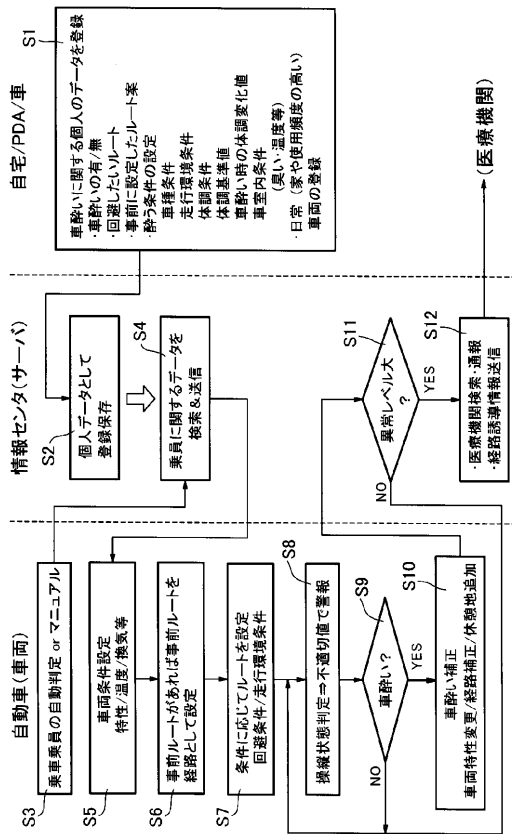 自動車(車両)
情報センタ(サーバ)
自宅/PDA/車
S1
車酔いに関する個人のデータを登録
・車酔いの有/無
・回避したいルート
・事前に設定したルート案
・酔う条件の設定
車種条件
走行環境条件
体調条件
体調基準値
車酔い時の体調変化値
車室内条件
(臭い・温度等)
・日常(家や使用頻度の高い)
車両の登録
S2
個人データとして
登録保存
S3
乗車乗員の自動判定 or マニュアル
S4
乗員に関するデータを
検索&送信
S5
車両条件設定
特性/温度/換気等
S6
事前ルートがあれば事前ルートを
経路として設定
S7
条件に応じてルートを設定
回避条件/走行環境条件
S8
操縦状態判定⇒不適切値で警報
S9
車酔い?
NO
YES
S10
車酔い補正
車両特性変更/経路補正/休憩地追加
S11
異常レベル大
?
NO
YES
S12
・医療機関検索・通報
・経路誘導情報送信
(医療機関)